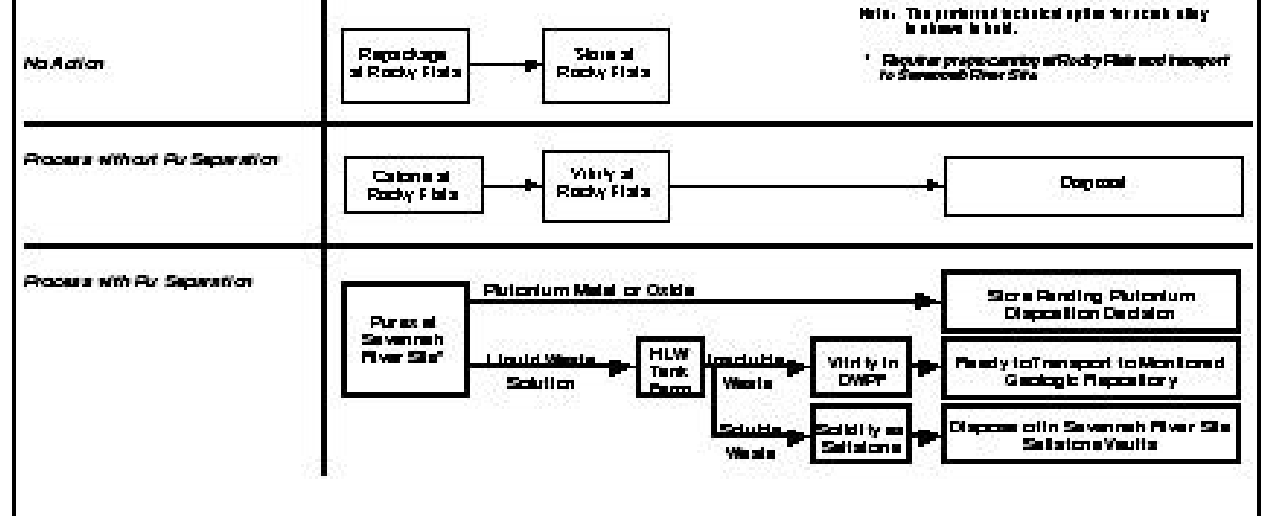 Note: The preferred technical option for each alloy
is shown in bold.
No Action
Repackage
at Rocky Flats
Store at
Rocky Flats
* Requires preprocessing at Rocky Flats and transport
to Savannah River Site
Process without Pu Separation
Calcine at
Rocky Flats
Vitrify at
Rocky Flats
Disposal
Process with Pu Separation
Plutonium Metal or Oxide
Store Pending Plutonium
Disposition Decision
Purex at
Savannah
River Site*
Liquid Waste
Solution
HLW
Tank
Farm
Insoluble
Waste
Vitrify in
DWPF
Ready to Transport to Monitored
Geologic Repository
Soluble
Waste
Solidify as
Saltstone
Dispose of in Savannah River Site
Saltstone Vaults